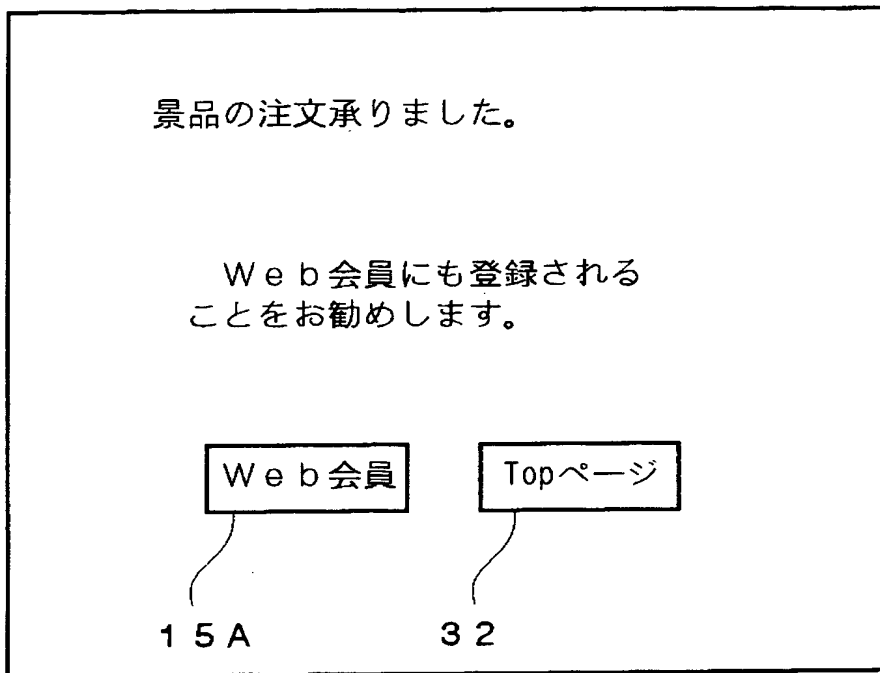 景品の注文承りました。
Ｗｅｂ会員にも登録される
ことをお勧めします。
Ｗｅｂ会員 Topページ
１５Ａ ３２